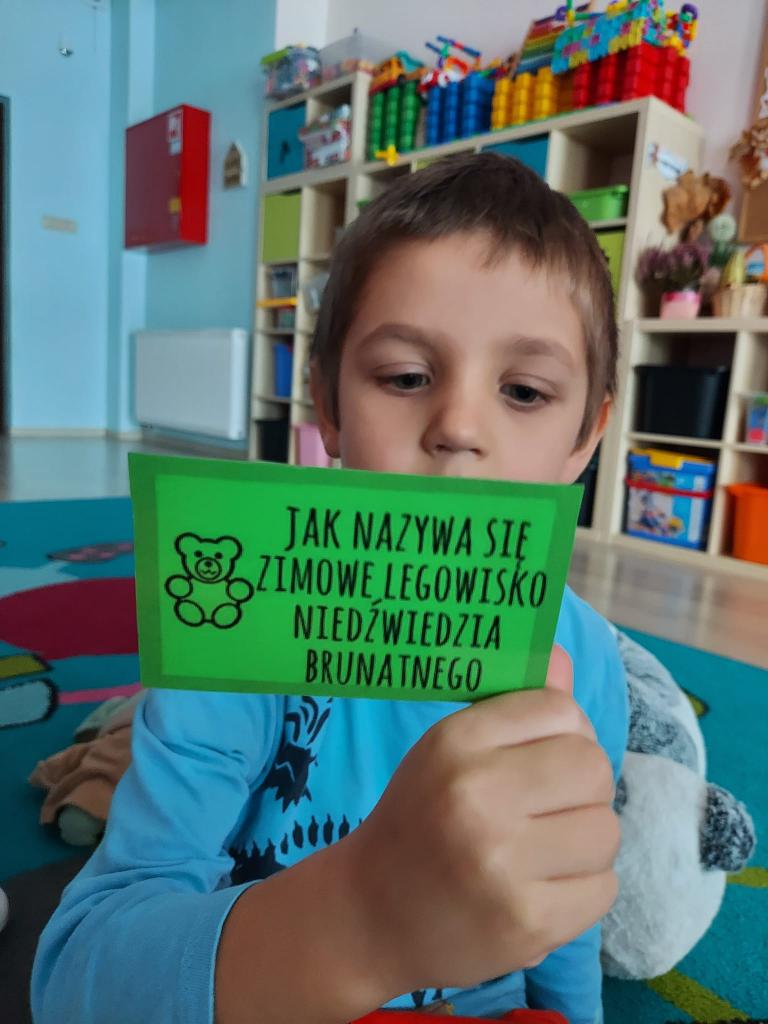 JAK NAZYWA SIĘ
ZIMOWE LEGOWISKO
NIEDŹWIEDZIA
BRUNATNEGO